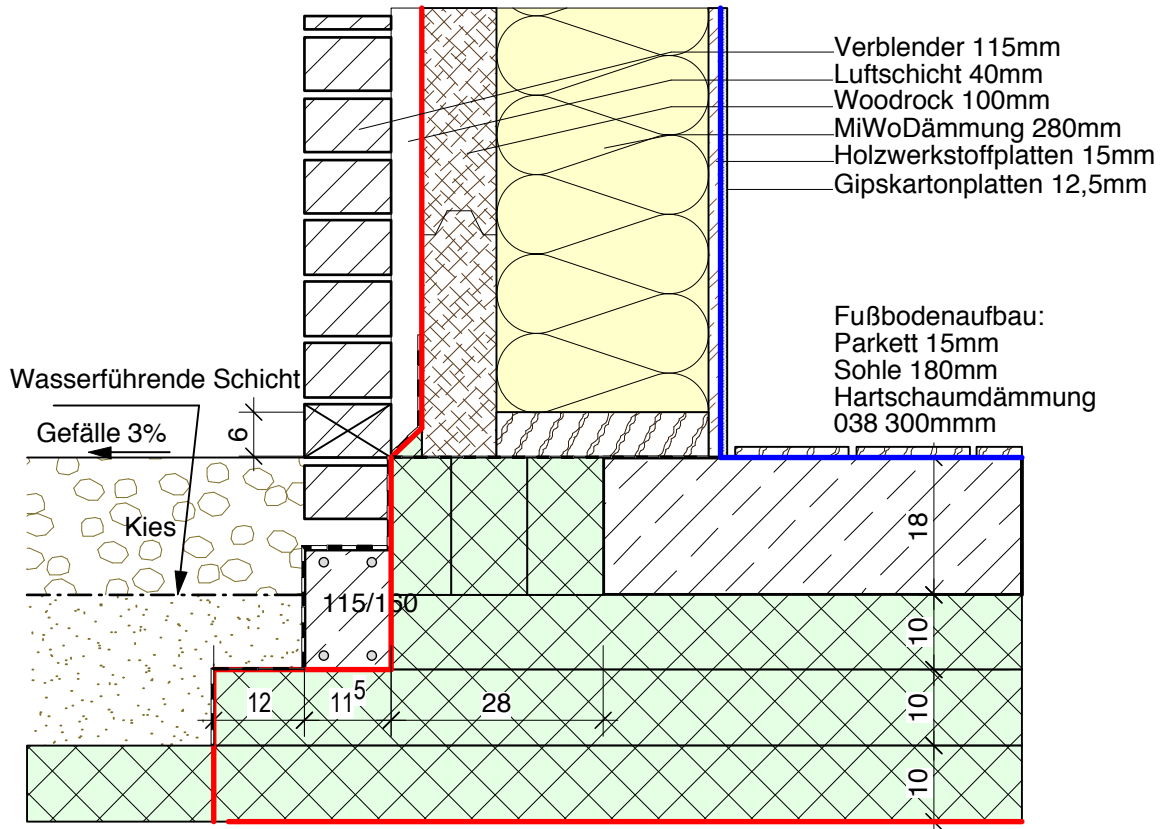 Verblender 115mm
Luftschicht 40mm
Woodrock 100mm
MiWoDämmung 280mm
Holzwerkstoffplatten 15mm
Gipskartonplatten 12,5mm
Fußbodenaufbau:
Parkett 15mm
Sohle 180mm
Hartschaumdämmung
038 300mmm
Wasserführende Schicht
Gefälle 3%
6
Kies
18
115/160
10
12
11⁵
28
10
10